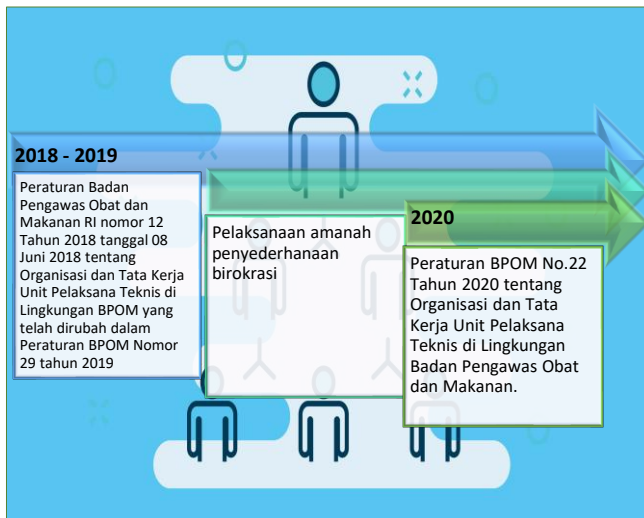 2018 - 2019
Peraturan Badan
Pengawas Obat dan
Makanan RI nomor 12
Tahun 2018 tanggal 08
Juni 2018 tentang
Organisasi dan Tata Kerja
Unit Pelaksana Teknis di
Lingkungan BPOM yang
telah dirubah dalam
Peraturan BPOM Nomor
29 tahun 2019
Pelaksanaan amanah
penyederhanaan
birokrasi
2020
Peraturan BPOM No.22
Tahun 2020 tentang
Organisasi dan Tata
Kerja Unit Pelaksana
Teknis di Lingkungan
Badan Pengawas Obat
dan Makanan.